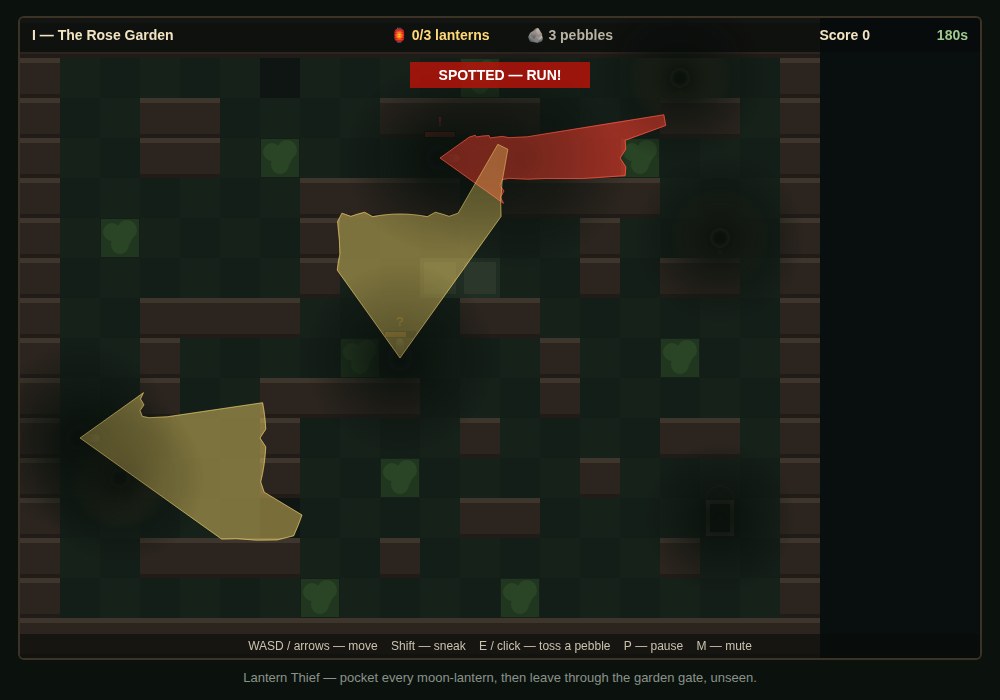 I — The Rose Garden
0/3 lanterns
3 pebbles
Score 0
180s
SPOTTED — RUN!
!
?
WASD / arrows — move Shift — sneak E / click — toss a pebble P — pause M — mute
Lantern Thief — pocket every moon-lantern, then leave through the garden gate, unseen.